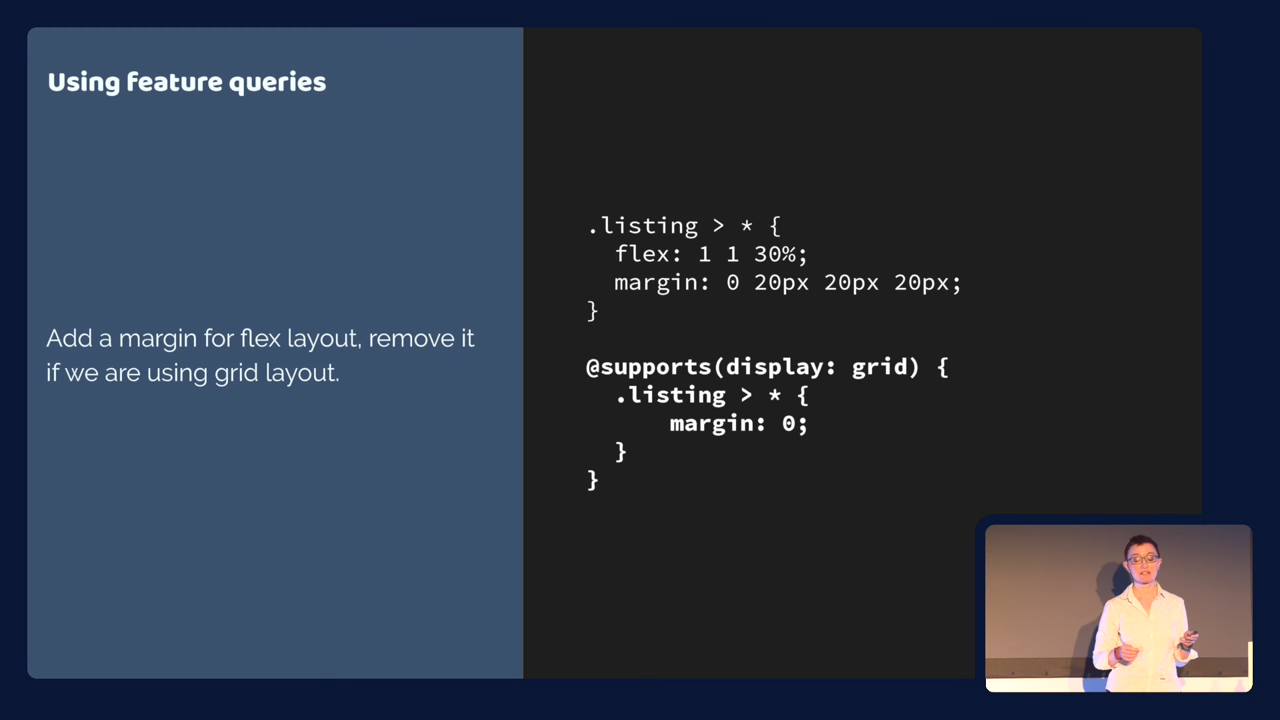 Using feature queries
Add a margin for flex layout, remove it
if we are using grid layout.
.listing > * {
  flex: 1 1 30%;
  margin: 0 20px 20px 20px;
}
@supports(display: grid) {
  .listing > * {
      margin: 0;
  }
}